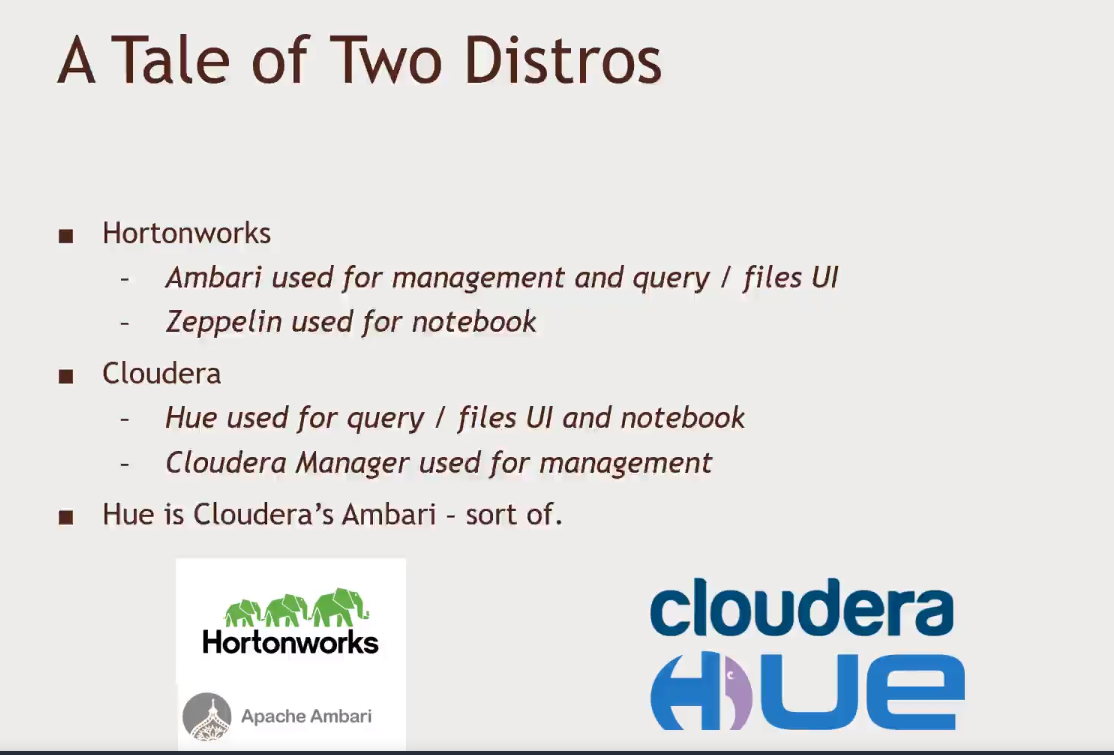 A Tale of Two Distros
■ Hortonworks
– Ambari used for management and query / files UI
– Zeppelin used for notebook
■ Cloudera
– Hue used for query / files UI and notebook
– Cloudera Manager used for management
■ Hue is Cloudera’s Ambari – sort of.
Hortonworks
Apache Ambari
cloudera
HUE